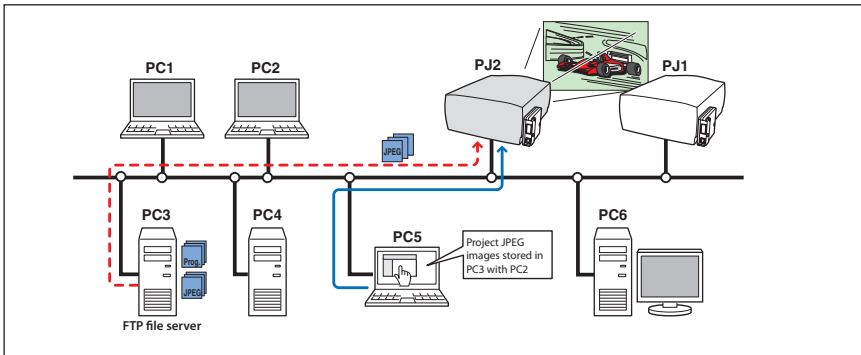 PC1
PC2
PJ2
PJ1
JPEG
PC3
PC4
PC5
PC6
Prog.
JPEG
Project JPEG
images stored in
PC3 with PC2
FTP file server